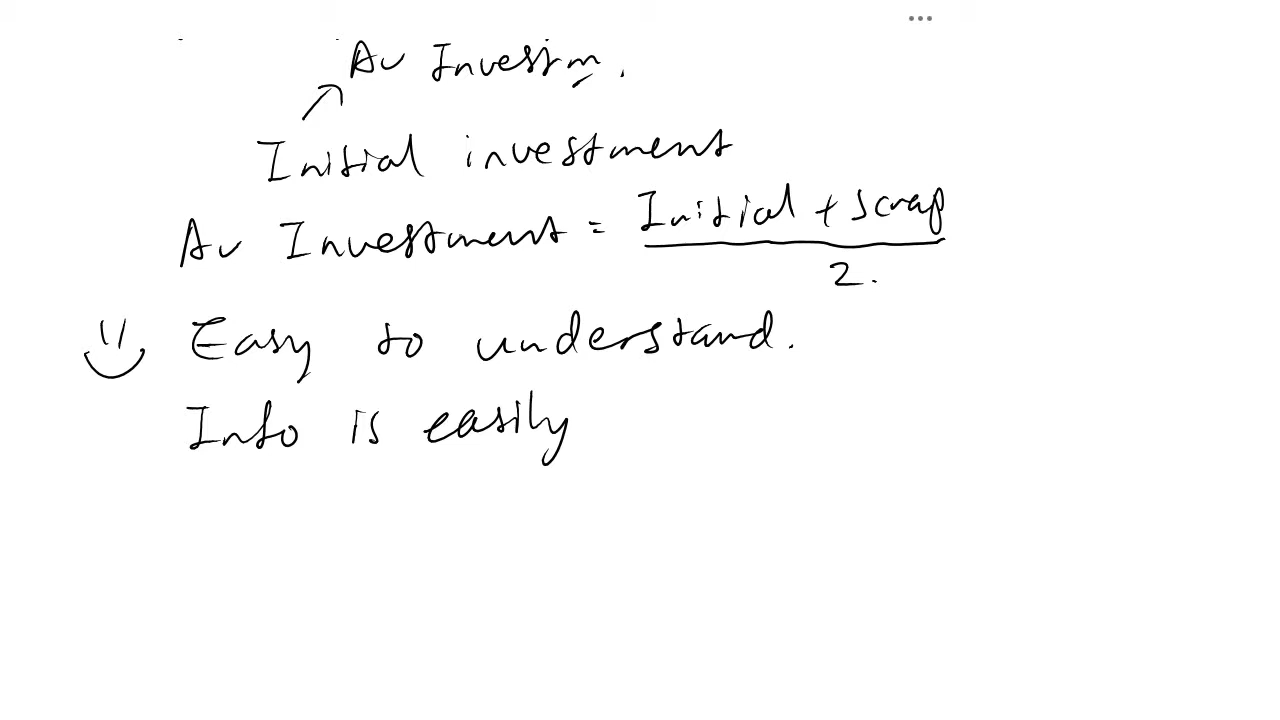 Av Investm.
Initial investment
Av Investment = Initial + scrap
2.
Easy to understand.
Info is easily